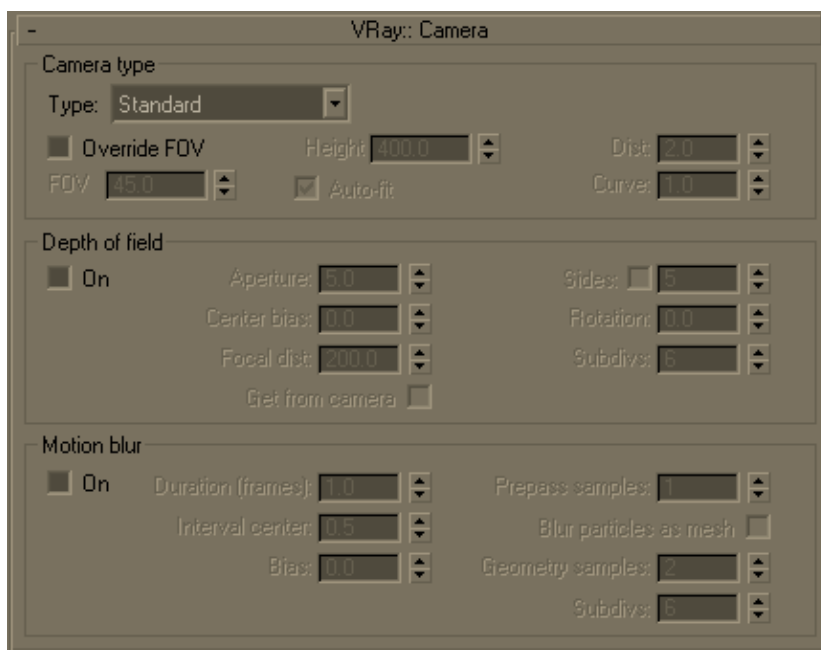 - VRay:: Camera
Camera type
Type: Standard
Override FOV Height 400.0 Dist: 2.0
FOV 45.0 Auto-fit Curve: 1.0
Depth of field
On Aperture: 5.0 Sides: 5
Center bias: 0.0 Rotation: 0.0
Focal dist: 200.0 Subdivs: 6
Get from camera
Motion blur
On Duration (frames): 1.0 Prepass samples: 1
Interval center: 0.5 Blur particles as mesh
Bias: 0.0 Geometry samples: 2
Subdivs: 6